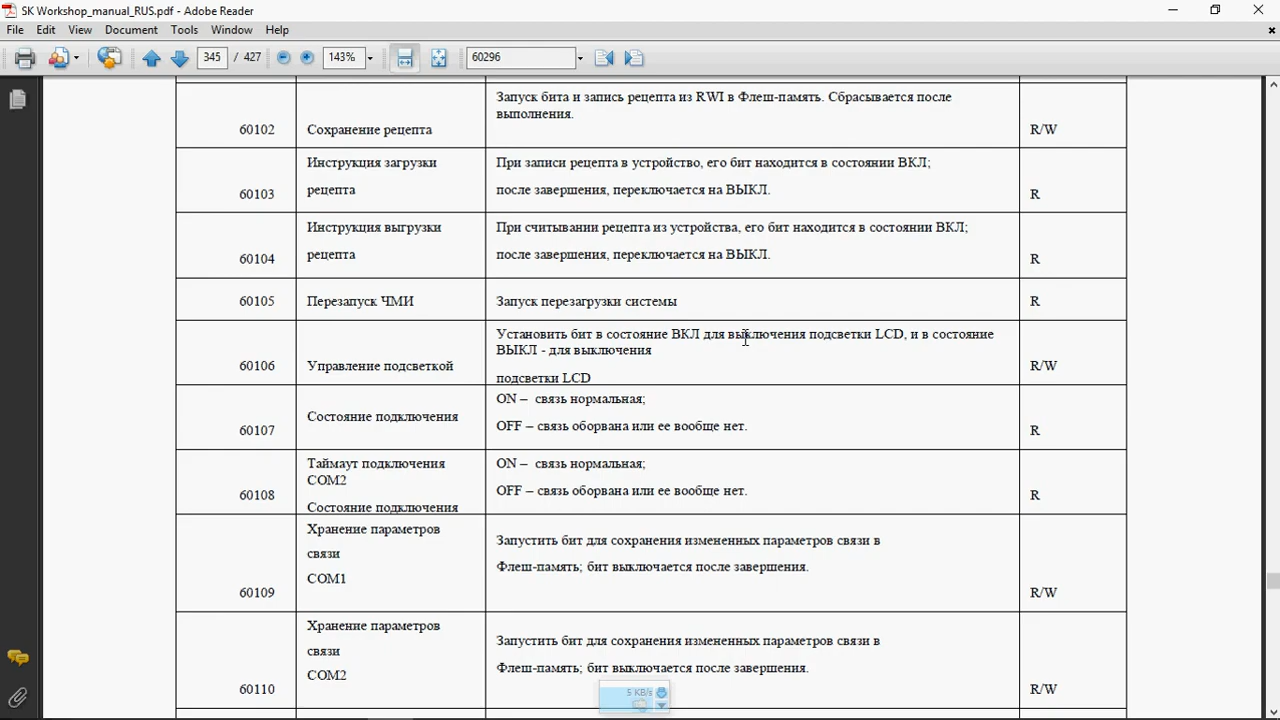 SK Workshop_manual_RUS.pdf - Adobe Reader
File Edit View Document Tools Window Help
345 / 427 143% 60296
Запуск бита и запись рецепта из RWI в Флеш-память. Сбрасывается после
выполнения.
60102 Сохранение рецепта R/W
Инструкция загрузки При записи рецепта в устройство, его бит находится в состоянии ВКЛ;
рецепта после завершения, переключается на ВЫКЛ.
60103 R
Инструкция выгрузки При считывании рецепта из устройства, его бит находится в состоянии ВКЛ;
рецепта после завершения, переключается на ВЫКЛ.
60104 R
60105 Перезапуск ЧМИ Запуск перезагрузки системы R
Установить бит в состояние ВКЛ для выключения подсветки LCD, и в состояние
ВЫКЛ - для выключения
60106 Управление подсветкой R/W
подсветки LCD
ON – связь нормальная;
Состояние подключения
OFF – связь оборвана или ее вообще нет.
60107 R
Таймаут подключения ON – связь нормальная;
COM2
OFF – связь оборвана или ее вообще нет.
60108 R
Состояние подключения
Хранение параметров
Запустить бит для сохранения измененных параметров связи в
связи
Флеш-память; бит выключается после завершения.
COM1
60109 R/W
Хранение параметров
Запустить бит для сохранения измененных параметров связи в
связи
Флеш-память; бит выключается после завершения.
COM2
60110 R/W
5 KB/s